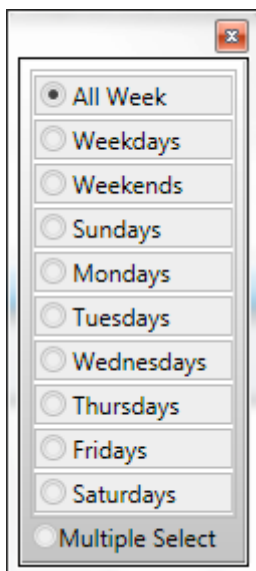 All Week
Weekdays
Weekends
Sundays
Mondays
Tuesdays
Wednesdays
Thursdays
Fridays
Saturdays
Multiple Select